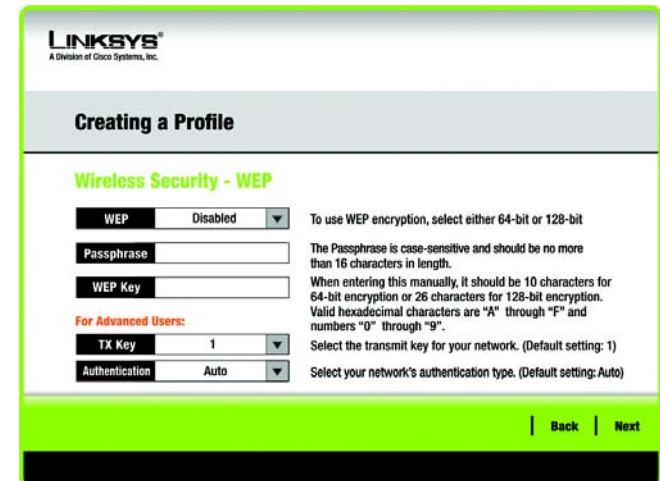 LINKSYS®
A Division of Cisco Systems, Inc.
Creating a Profile
Wireless Security - WEP
WEP Disabled To use WEP encryption, select either 64-bit or 128-bit
Passphrase The Passphrase is case-sensitive and should be no more
than 16 characters in length.
WEP Key When entering this manually, it should be 10 characters for
64-bit encryption or 26 characters for 128-bit encryption.
Valid hexadecimal characters are “A” through “F” and
numbers “0” through “9”.
For Advanced Users:
TX Key 1 Select the transmit key for your network. (Default setting: 1)
Authentication Auto Select your network's authentication type. (Default setting: Auto)
Back Next